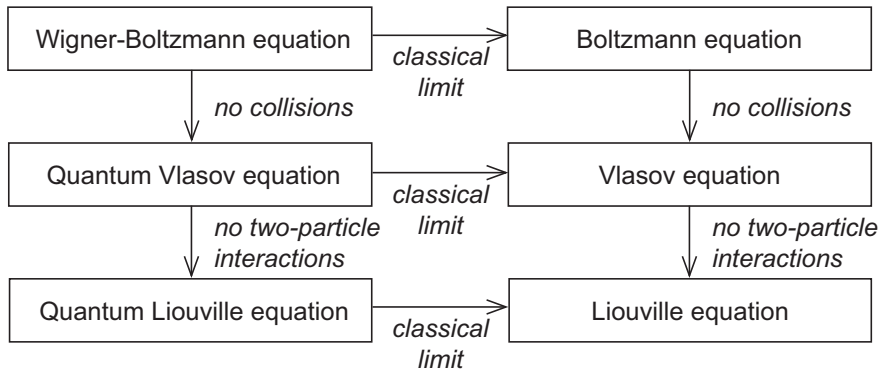 Wigner-Boltzmann equation
classical
limit
Boltzmann equation
no collisions
no collisions
Quantum Vlasov equation
classical
limit
Vlasov equation
no two-particle
interactions
no two-particle
interactions
Quantum Liouville equation
classical
limit
Liouville equation